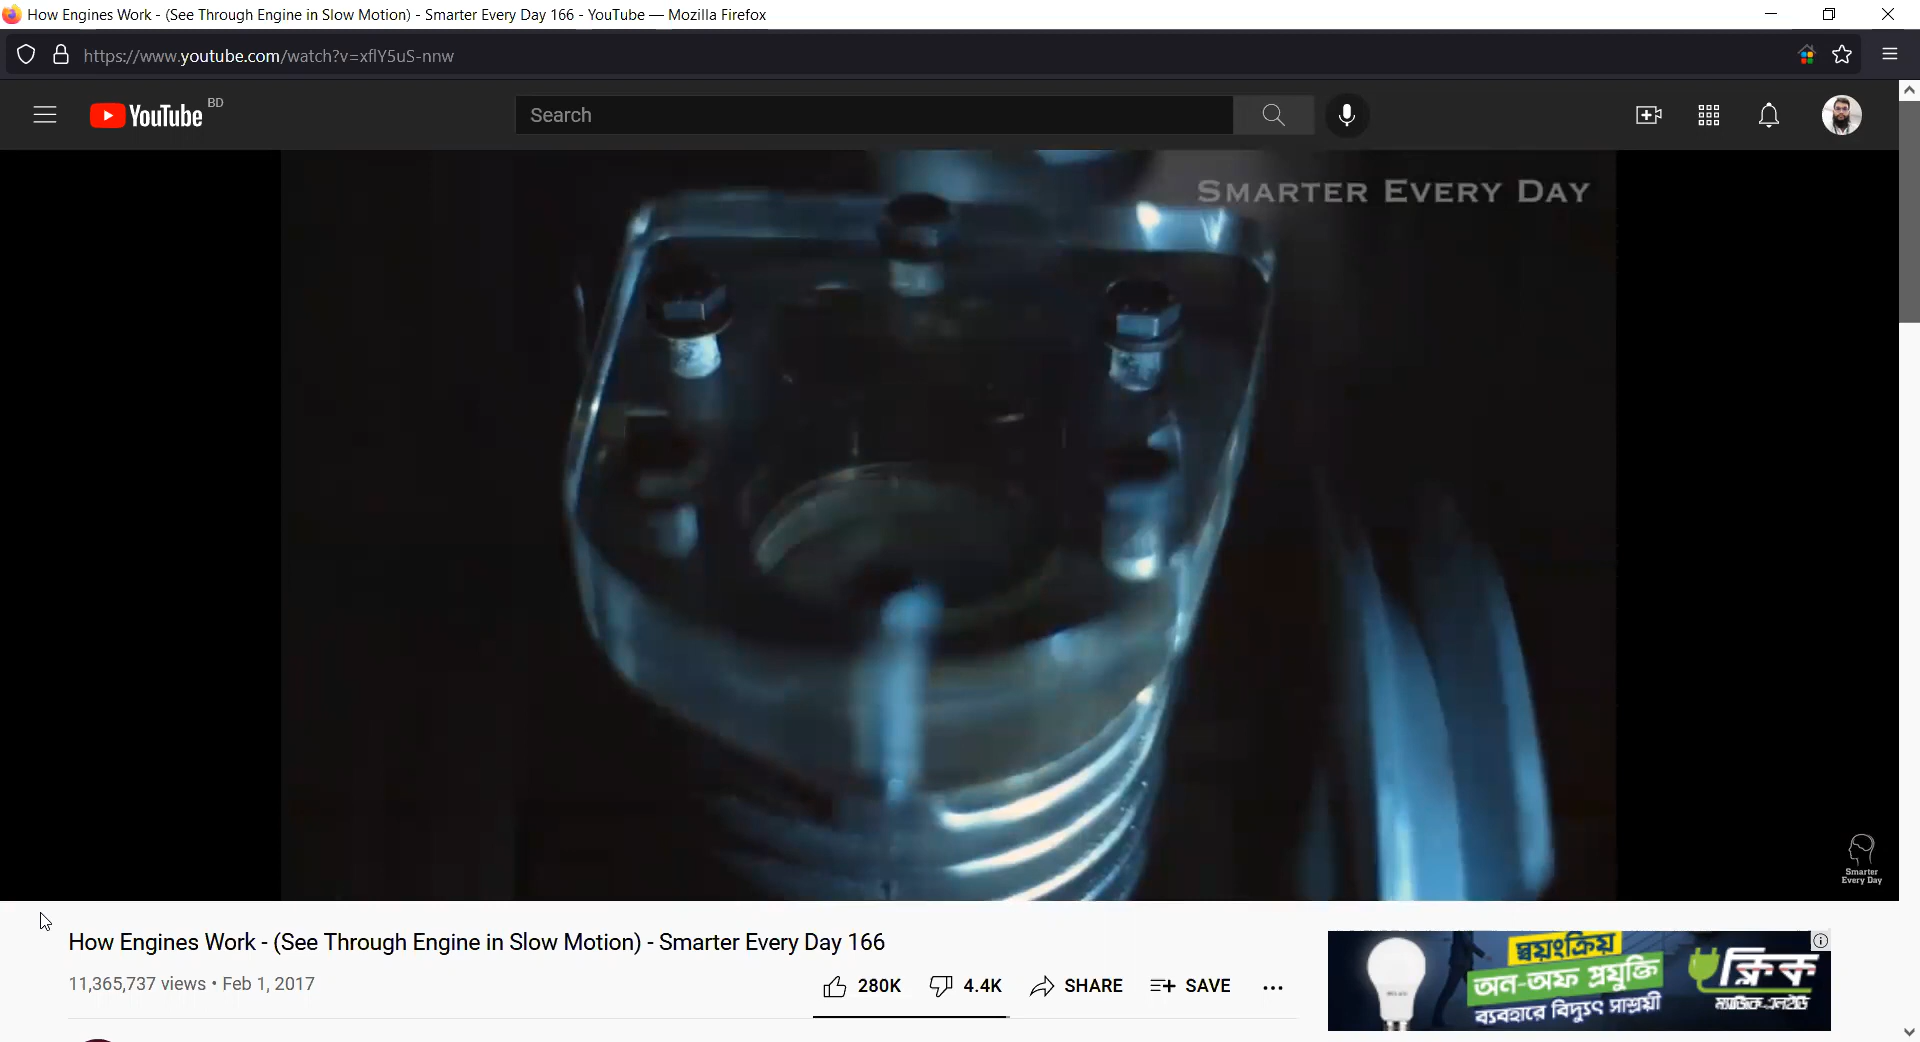 How Engines Work - (See Through Engine in Slow Motion) - Smarter Every Day 166 - YouTube — Mozilla Firefox
https://www.youtube.com/watch?v=xflY5uS-nnw
YouTube BD
Search
SMARTER EVERY DAY
Smarter
Every Day
How Engines Work - (See Through Engine in Slow Motion) - Smarter Every Day 166
11,365,737 views • Feb 1, 2017
280K
4.4K
SHARE
SAVE
স্বয়ংক্রিয়
অন-অফ প্রযুক্তি
ব্যবহারে বিদ্যুৎ সাশ্রয়ী
ক্লিক
ম্যাজিক এলইডি